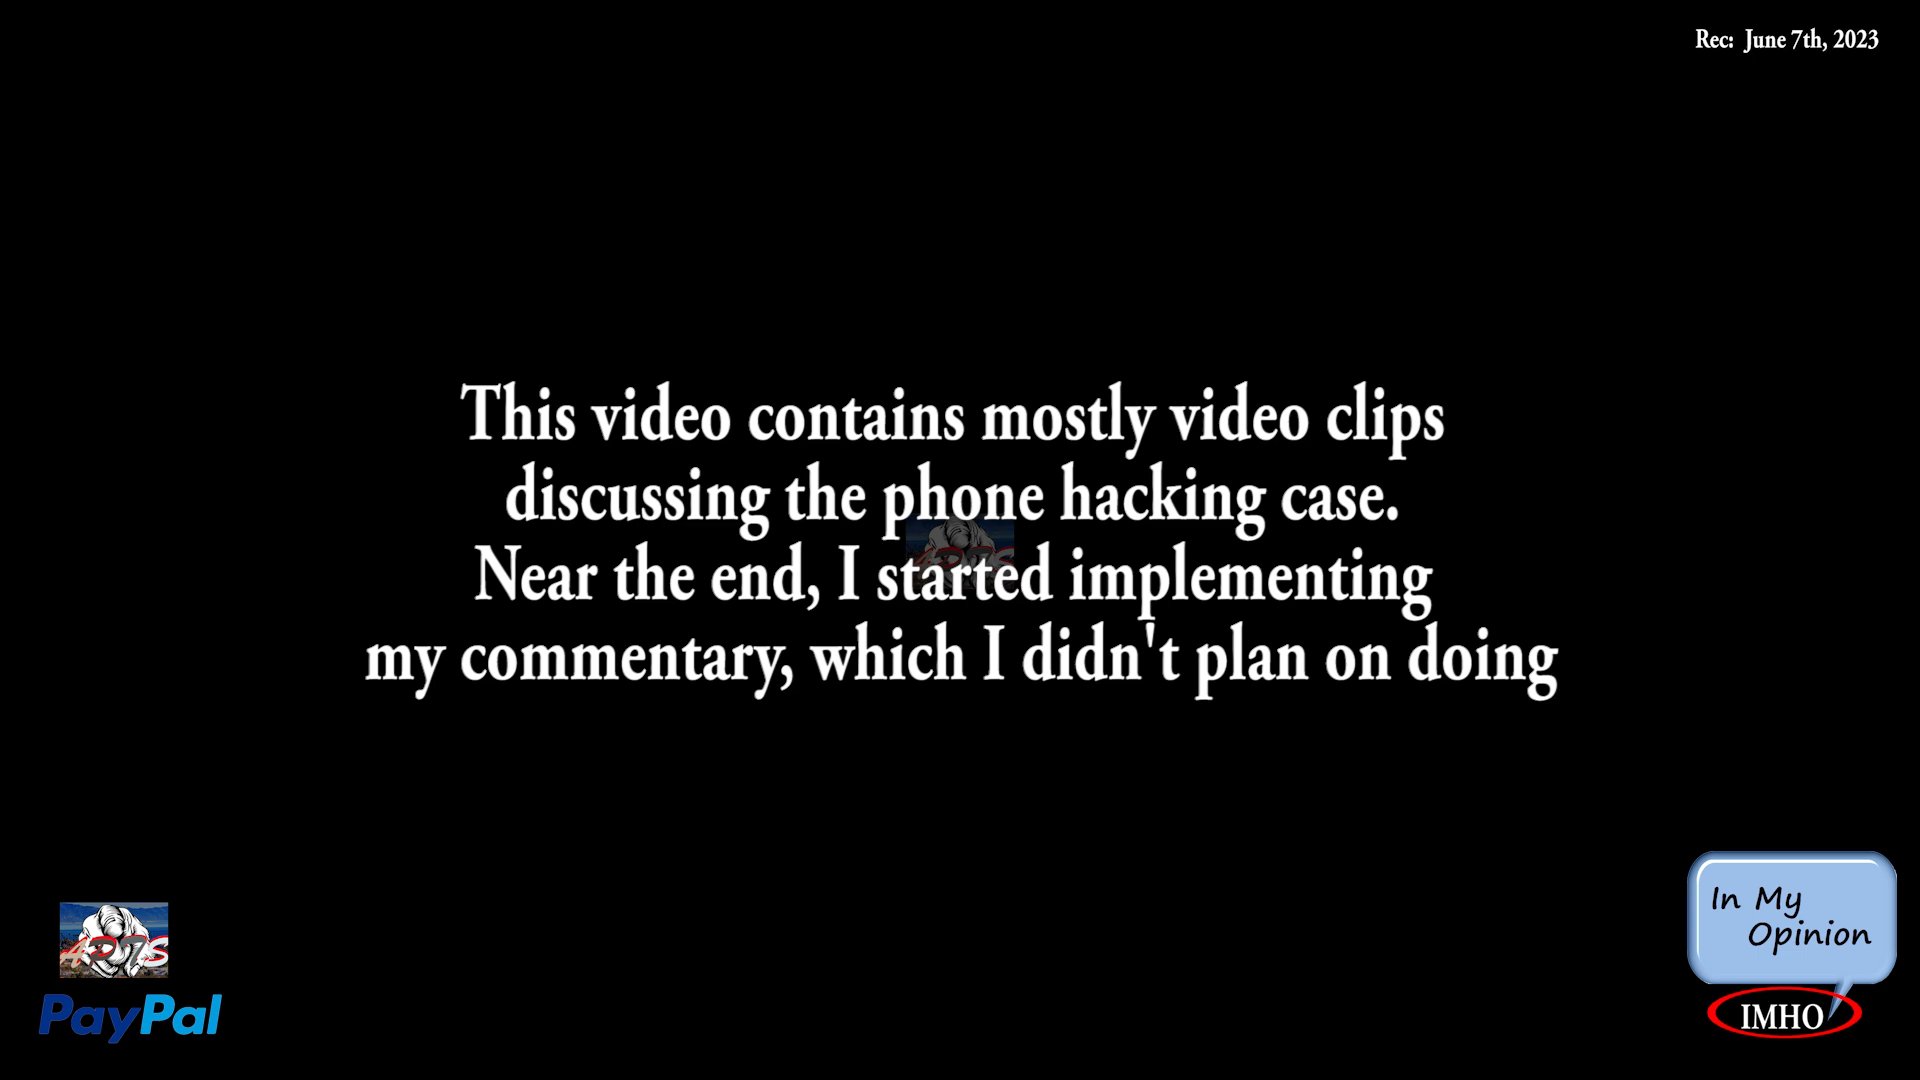 Rec: June 7th, 2023
This video contains mostly video clips
discussing the phone hacking case.
Near the end, I started implementing
my commentary, which I didn't plan on doing
In My
Opinion
IMHO
PayPal